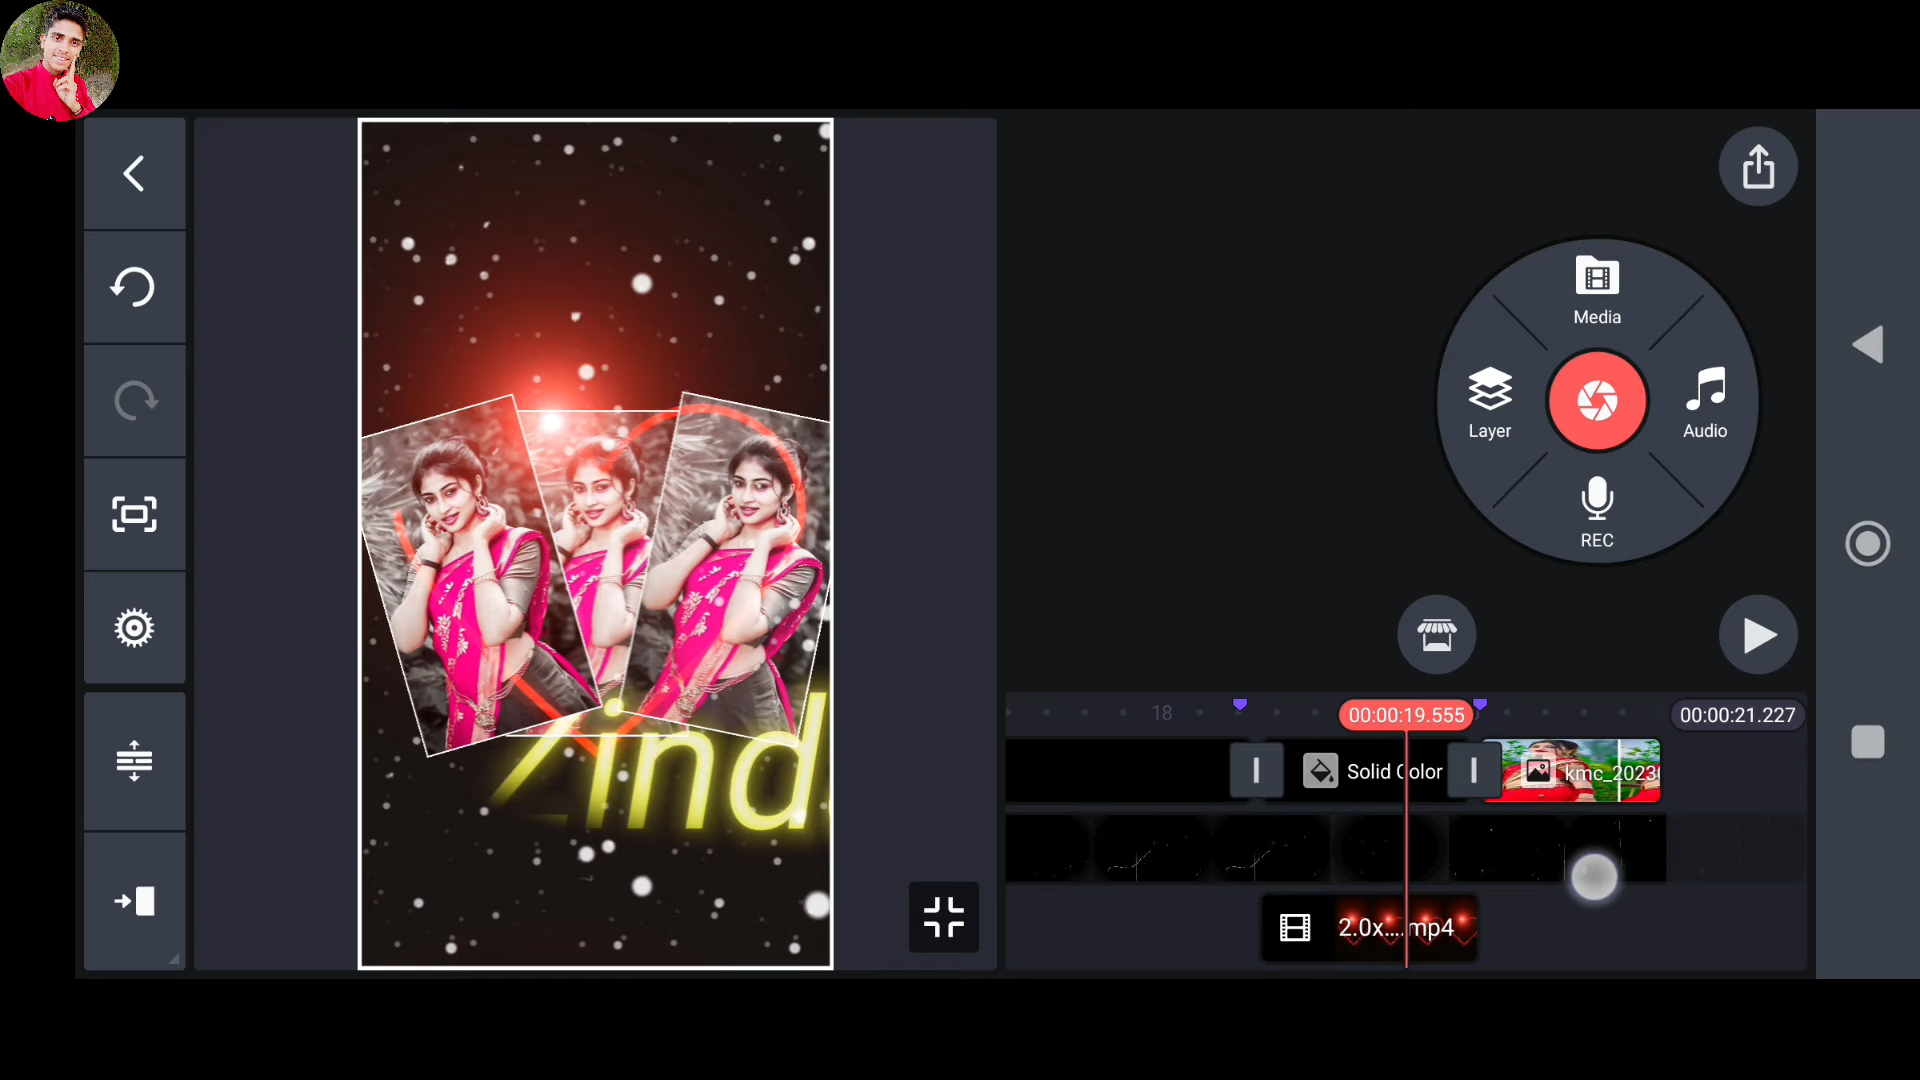 Media
Layer
Audio
REC
18
00:00:19.555
00:00:21.227
Solid Color
kmc_2023
2.0x....mp4
Zind